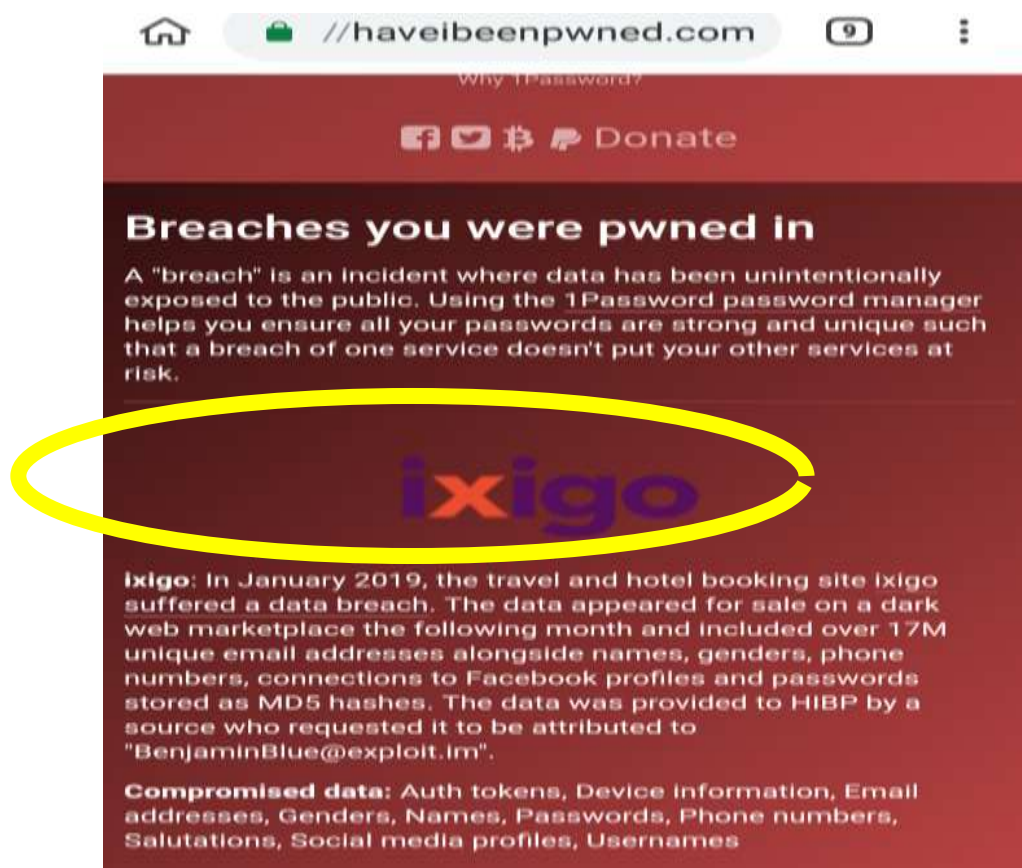 //haveibeenpwned.com 9
Why 1Password?
Donate
Breaches you were pwned in
A "breach" is an incident where data has been unintentionally
exposed to the public. Using the 1Password password manager
helps you ensure all your passwords are strong and unique such
that a breach of one service doesn't put your other services at
risk.
ixigo
ixigo: In January 2019, the travel and hotel booking site ixigo
suffered a data breach. The data appeared for sale on a dark
web marketplace the following month and included over 17M
unique email addresses alongside names, genders, phone
numbers, connections to Facebook profiles and passwords
stored as MD5 hashes. The data was provided to HIBP by a
source who requested it to be attributed to
"BenjaminBlue@exploit.im".
Compromised data: Auth tokens, Device information, Email
addresses, Genders, Names, Passwords, Phone numbers,
Salutations, Social media profiles, Usernames